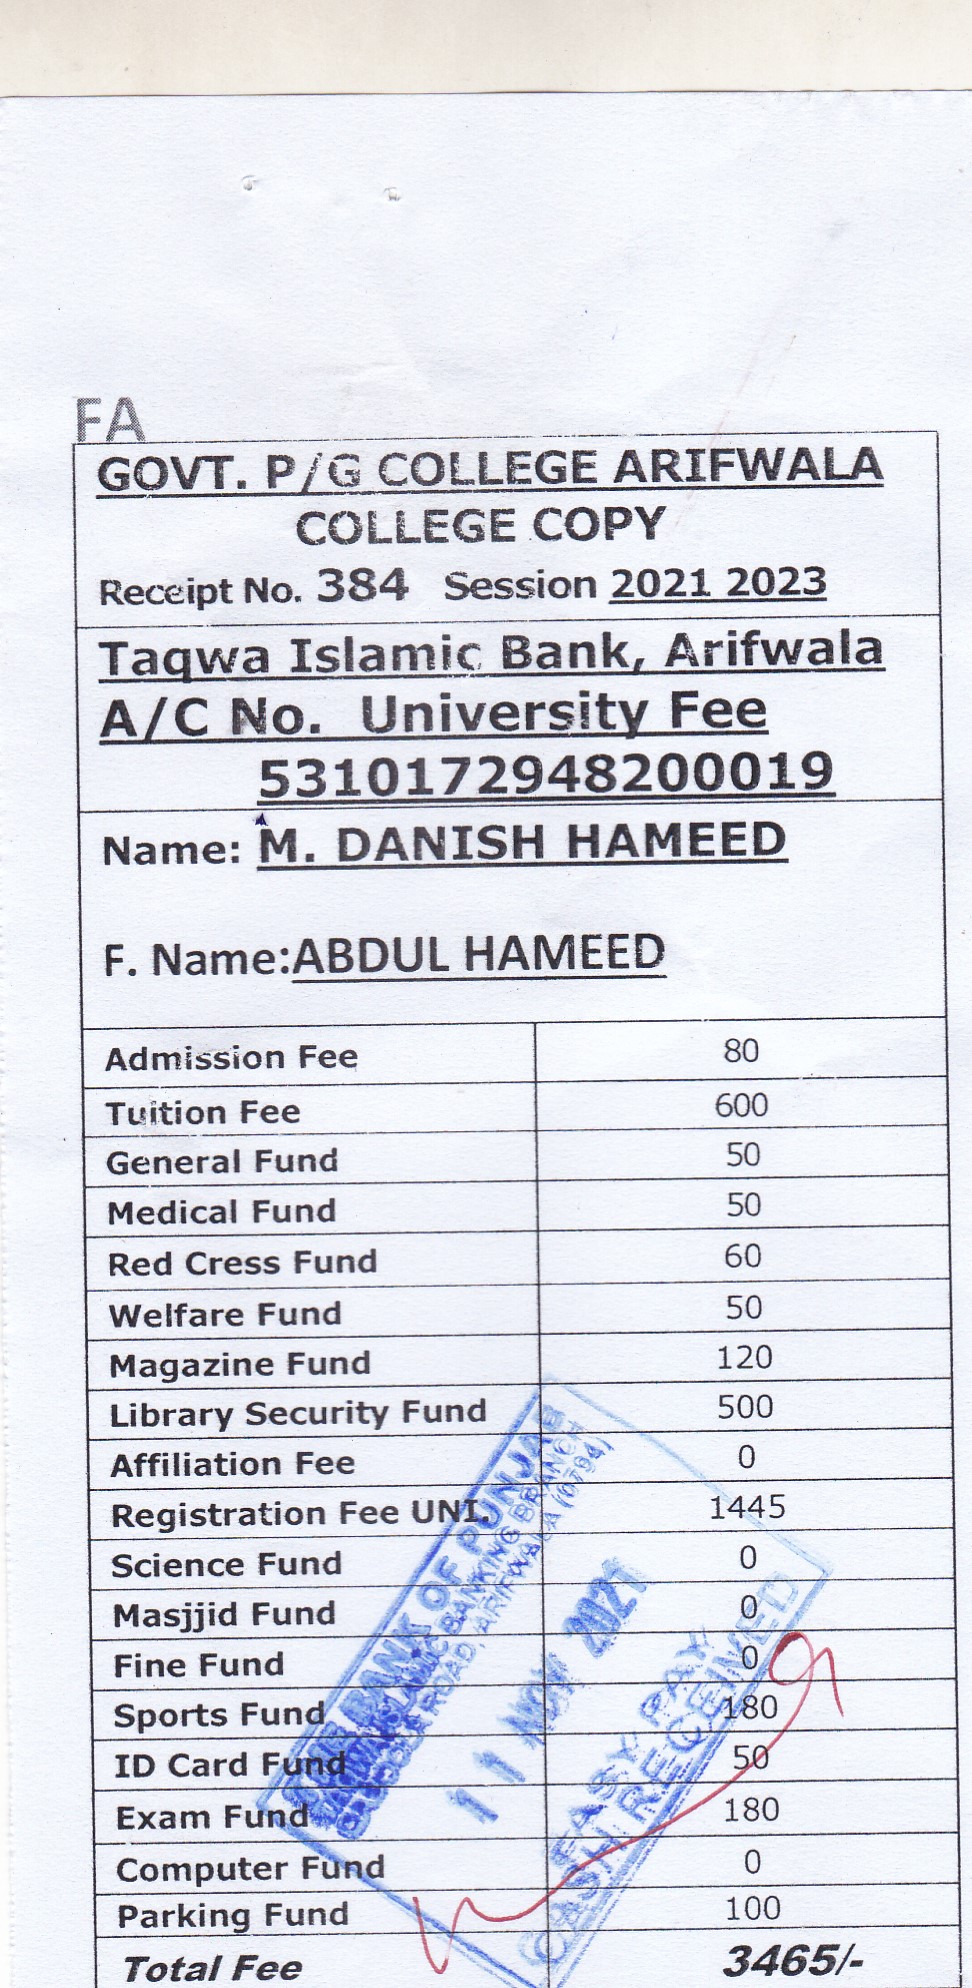 FA
GOVT. P/G COLLEGE ARIFWALA
COLLEGE COPY
Receipt No. 384 Session 2021 2023
Taqwa Islamic Bank, Arifwala
A/C No. University Fee
5310172948200019
Name: M. DANISH HAMEED
F. Name:ABDUL HAMEED
Admission Fee 80
Tuition Fee 600
General Fund 50
Medical Fund 50
Red Cress Fund 60
Welfare Fund 50
Magazine Fund 120
Library Security Fund 500
Affiliation Fee 0
Registration Fee UNI. 1445
Science Fund 0
Masjjid Fund 0
Fine Fund 0
Sports Fund 180
ID Card Fund 50
Exam Fund 180
Computer Fund 0
Parking Fund 100
Total Fee 3465/-
BANK OF PUNJAB
BANKING BRANCH
ROAD, ARIFWALA (0794)
11 NOV 2021
EASY PAY
CASH RECEIVED